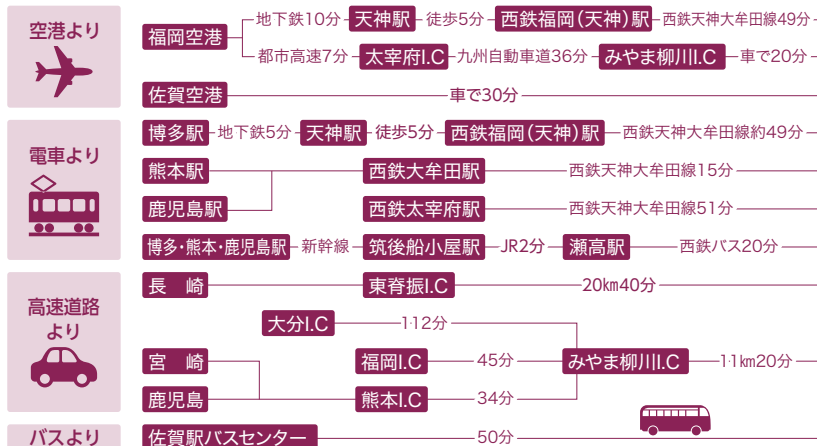 空港より
福岡空港 地下鉄10分 天神駅 徒歩5分 西鉄福岡(天神)駅 西鉄天神大牟田線49分
都市高速7分 太宰府I.C 九州自動車道36分 みやま柳川I.C 車で20分
佐賀空港 車で30分
電車より
博多駅 地下鉄5分 天神駅 徒歩5分 西鉄福岡(天神)駅 西鉄天神大牟田線約49分
熊本駅 西鉄大牟田駅 西鉄天神大牟田線15分
鹿児島駅 西鉄太宰府駅 西鉄天神大牟田線51分
博多・熊本・鹿児島駅 新幹線 筑後船小屋駅 JR2分 瀬高駅 西鉄バス20分
高速道路
より
長 崎 東脊振I.C 20km40分
大分I.C 112分
宮 崎 福岡I.C 45分 みやま柳川I.C 11km20分
鹿児島 熊本I.C 34分
バスより
佐賀駅バスセンター 50分